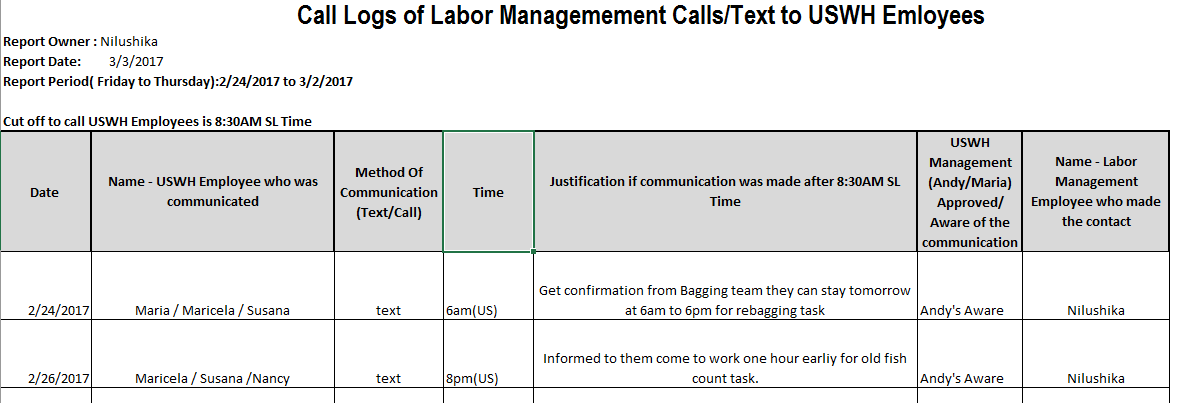 Call Logs of Labor Managemement Calls/Text to USWH Emloyees
Report Owner : Nilushika
Report Date: 3/3/2017
Report Period( Friday to Thursday):2/24/2017 to 3/2/2017
Cut off to call USWH Employees is 8:30AM SL Time
Date
Name - USWH Employee who was
communicated
Method Of
Communication
(Text/Call)
Time
Justification if communication was made after 8:30AM SL
Time
USWH
Management
(Andy/Maria)
Approved/
Aware of the
communication
Name - Labor
Management
Employee who made
the contact
2/24/2017
Maria / Maricela / Susana
text
6am(US)
Get confirmation from Bagging team they can stay tomorrow
at 6am to 6pm for rebagging task
Andy's Aware
Nilushika
2/26/2017
Maricela / Susana /Nancy
text
8pm(US)
Informed to them come to work one hour earliy for old fish
count task.
Andy's Aware
Nilushika